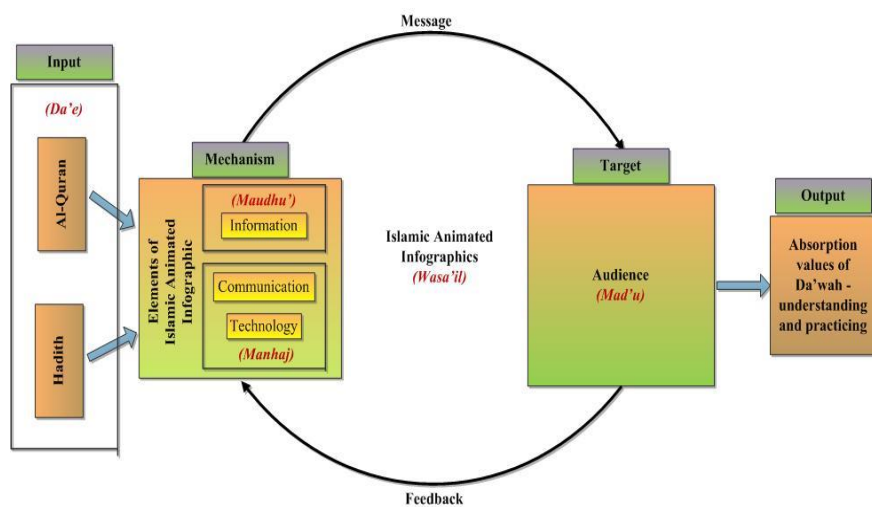 Message
Input
(Da'e)
Al-Quran
Hadith
Mechanism
Elements of
Islamic Animated
Infographic
(Maudhu')
Information
Communication
Technology
(Manhaj)
Islamic Animated
Infographics
(Wasa'il)
Target
Audience
(Mad'u)
Output
Absorption
values of
Da'wah -
understanding
and practicing
Feedback